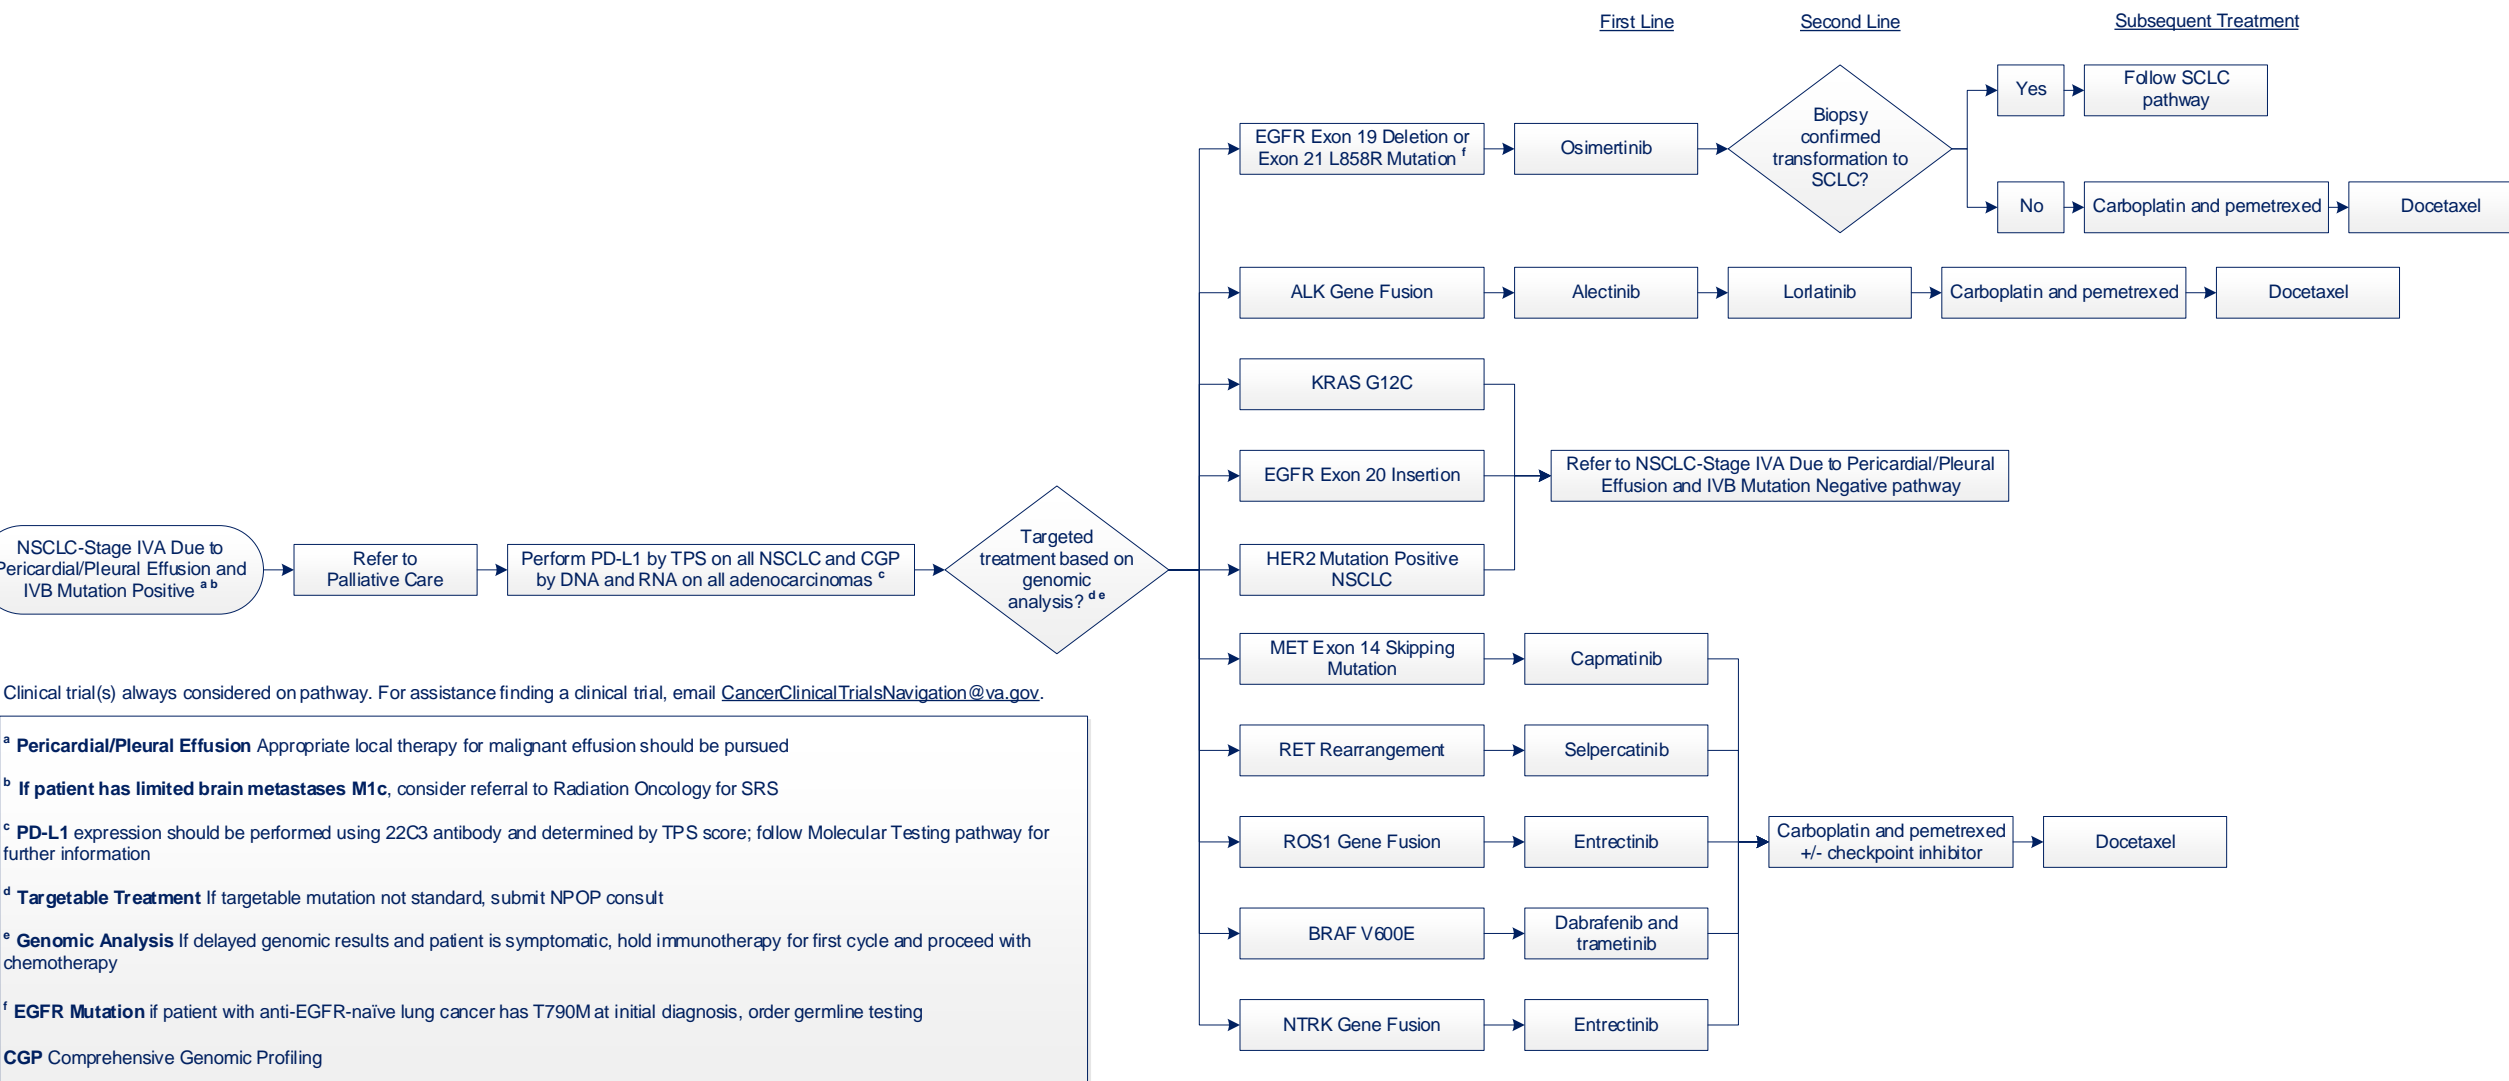 First Line
Second Line
Subsequent Treatment
Yes
Follow SCLC
pathway
Biopsy
confirmed
transformation to
SCLC?
EGFR Exon 19 Deletion or
Exon 21 L858R Mutation f
Osimertinib
No
Carboplatin and pemetrexed
Docetaxel
ALK Gene Fusion
Alectinib
Lorlatinib
Carboplatin and pemetrexed
Docetaxel
KRAS G12C
EGFR Exon 20 Insertion
Refer to NSCLC-Stage IVA Due to Pericardial/Pleural
Effusion and IVB Mutation Negative pathway
HER2 Mutation Positive
NSCLC
NSCLC-Stage IVA Due to
Pericardial/Pleural Effusion and
IVB Mutation Positive a b
Refer to
Palliative Care
Perform PD-L1 by TPS on all NSCLC and CGP
by DNA and RNA on all adenocarcinomas c
Targeted
treatment based on
genomic
analysis? d e
MET Exon 14 Skipping
Mutation
Capmatinib
RET Rearrangement
Selpercatinib
ROS1 Gene Fusion
Entrectinib
Carboplatin and pemetrexed
+/- checkpoint inhibitor
Docetaxel
BRAF V600E
Dabrafenib and
trametinib
NTRK Gene Fusion
Entrectinib
Clinical trial(s) always considered on pathway. For assistance finding a clinical trial, email CancerClinicalTrialsNavigation@va.gov.
a Pericardial/Pleural Effusion Appropriate local therapy for malignant effusion should be pursued
b If patient has limited brain metastases M1c, consider referral to Radiation Oncology for SRS
c PD-L1 expression should be performed using 22C3 antibody and determined by TPS score; follow Molecular Testing pathway for
further information
d Targetable Treatment If targetable mutation not standard, submit NPOP consult
e Genomic Analysis If delayed genomic results and patient is symptomatic, hold immunotherapy for first cycle and proceed with
chemotherapy
f EGFR Mutation if patient with anti-EGFR-naïve lung cancer has T790M at initial diagnosis, order germline testing
CGP Comprehensive Genomic Profiling